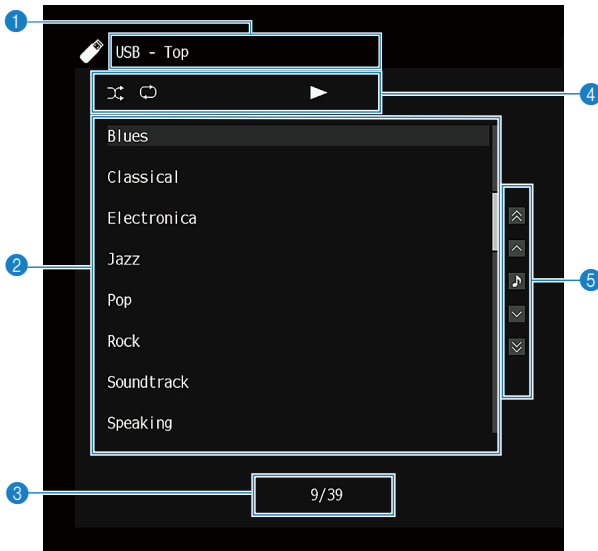 1
USB - Top
4
Blues
Classical
Electronica
2
Jazz
5
Pop
Rock
Soundtrack
Speaking
3
9/39